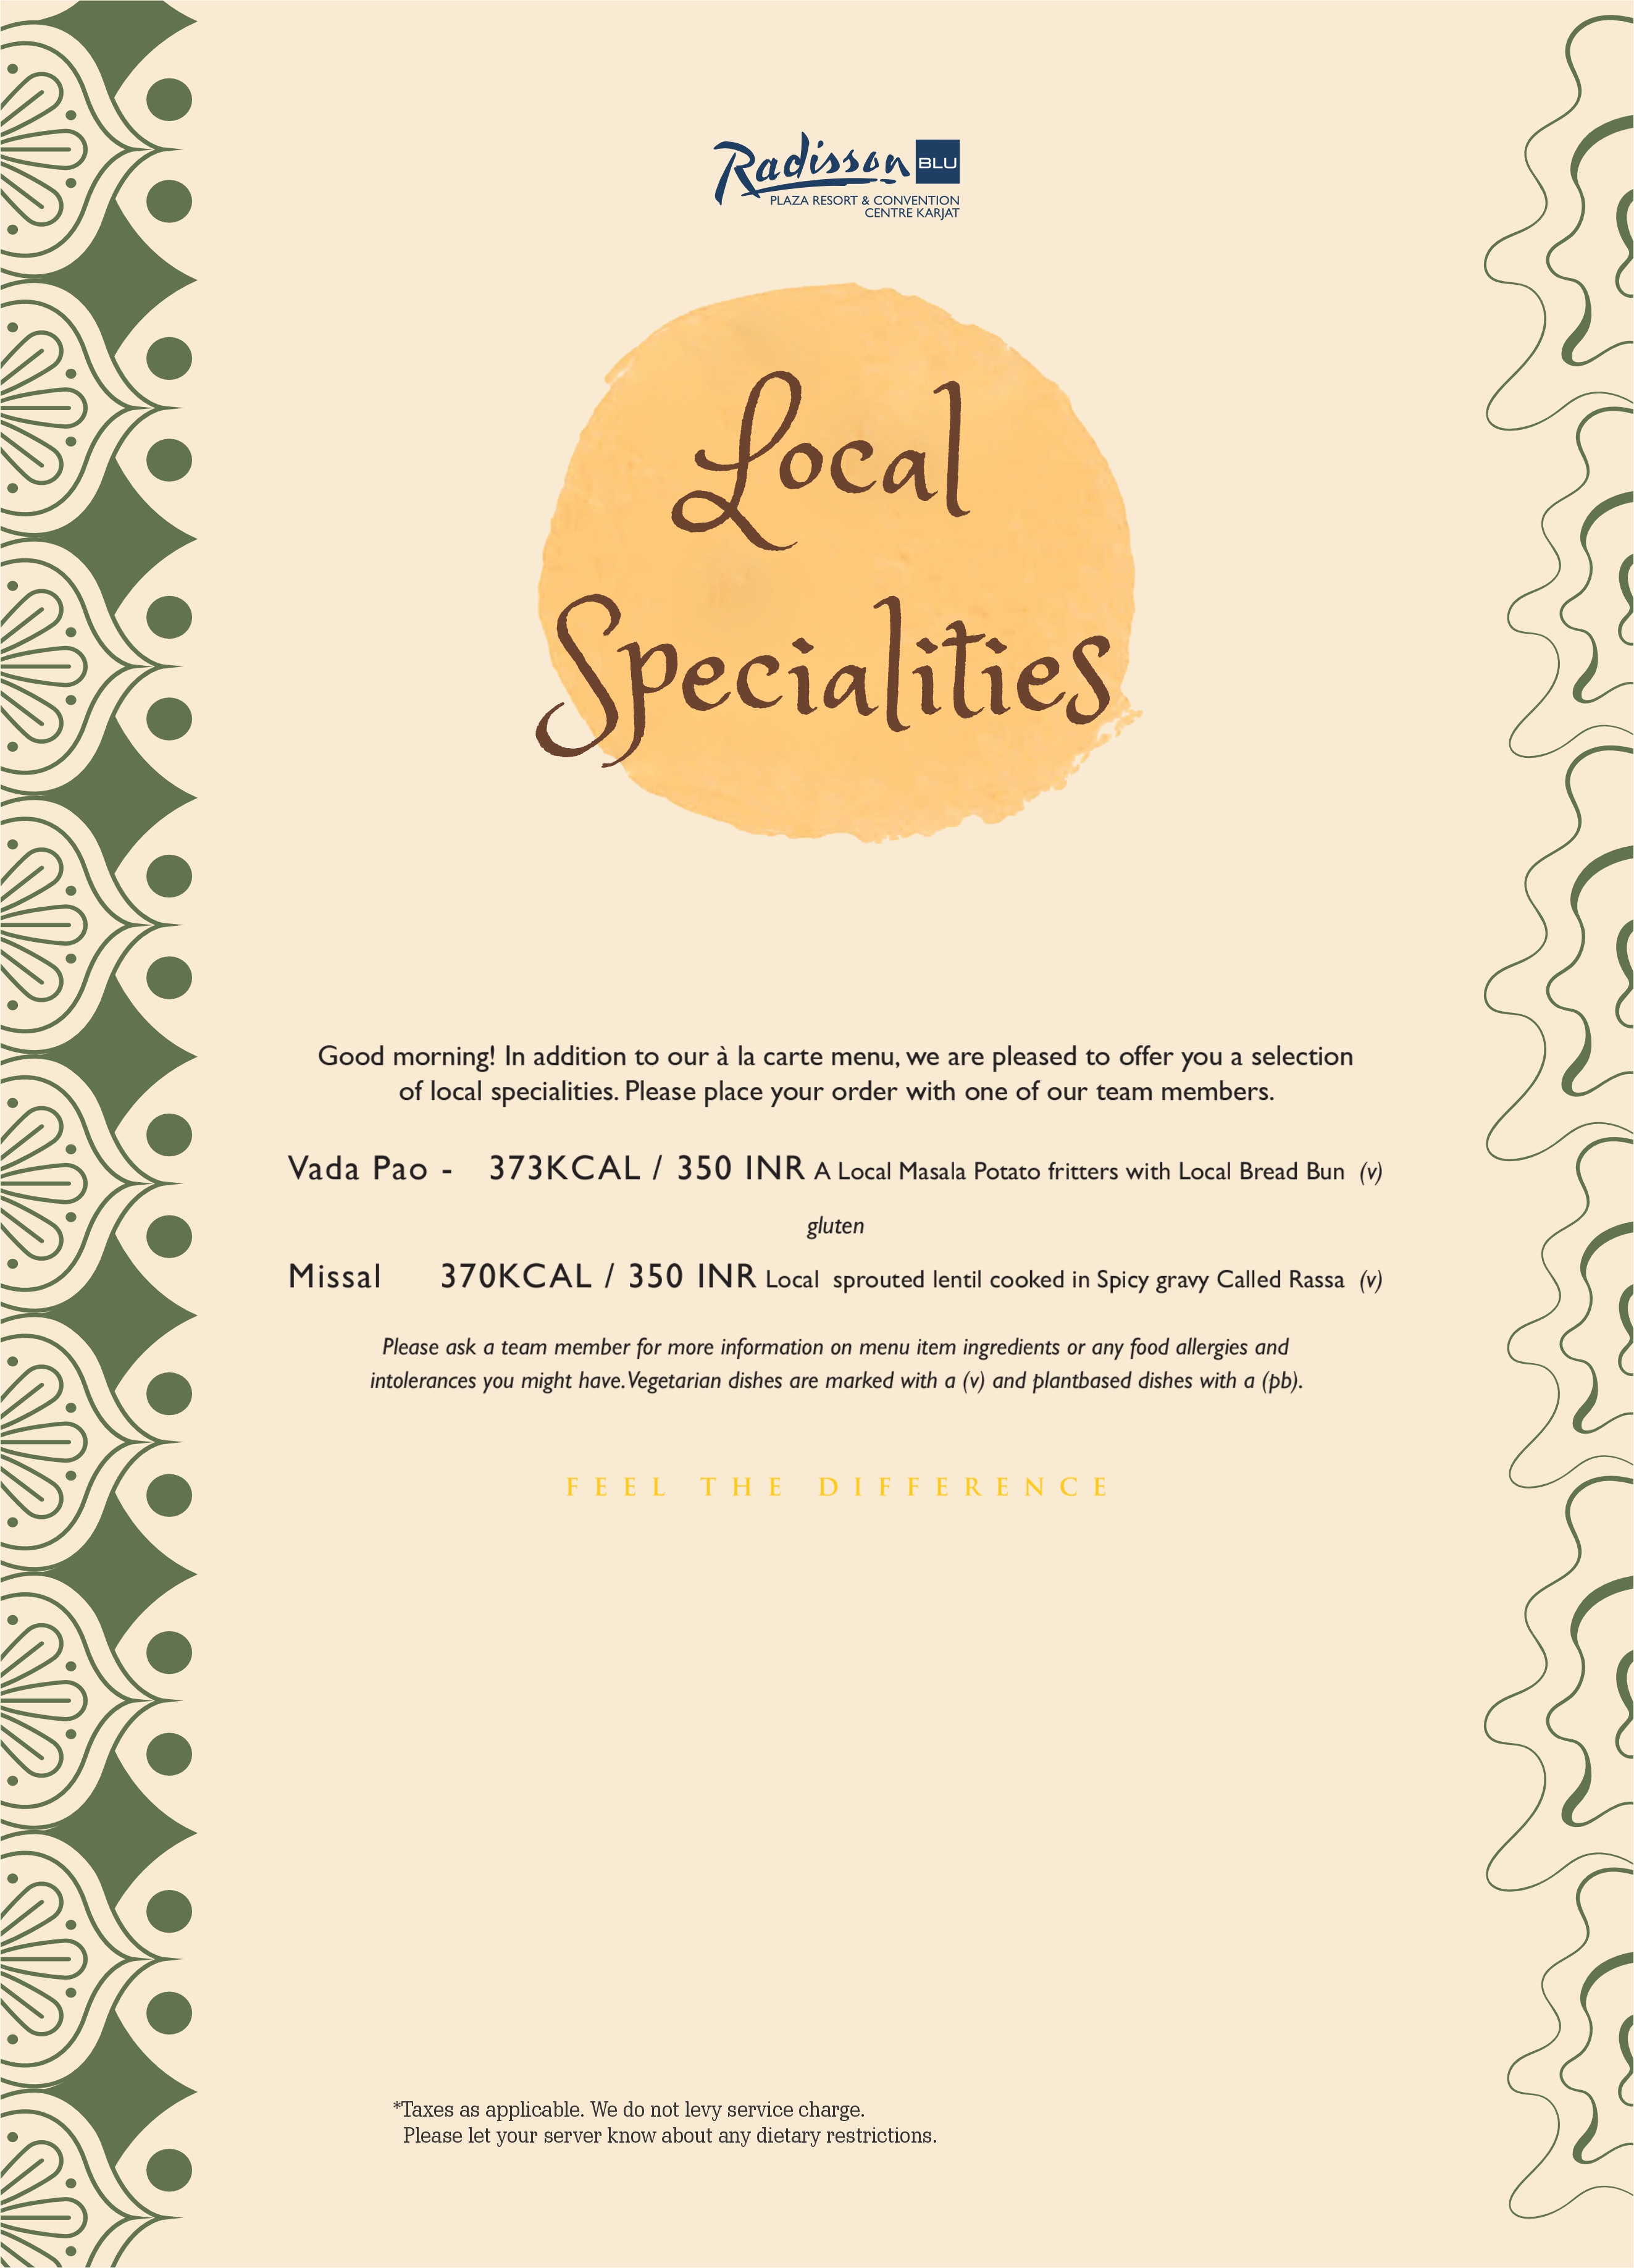 Radisson BLU
PLAZA RESORT & CONVENTION
CENTRE KARJAT
Local
Specialities
Good morning! In addition to our à la carte menu, we are pleased to offer you a selection
of local specialities. Please place your order with one of our team members.
Vada Pao - 373KCAL / 350 INR A Local Masala Potato fritters with Local Bread Bun (v)
gluten
Missal 370KCAL / 350 INR Local sprouted lentil cooked in Spicy gravy Called Rassa (v)
Please ask a team member for more information on menu item ingredients or any food allergies and
intolerances you might have. Vegetarian dishes are marked with a (v) and plantbased dishes with a (pb).
FEEL THE DIFFERENCE
*Taxes as applicable. We do not levy service charge.
Please let your server know about any dietary restrictions.